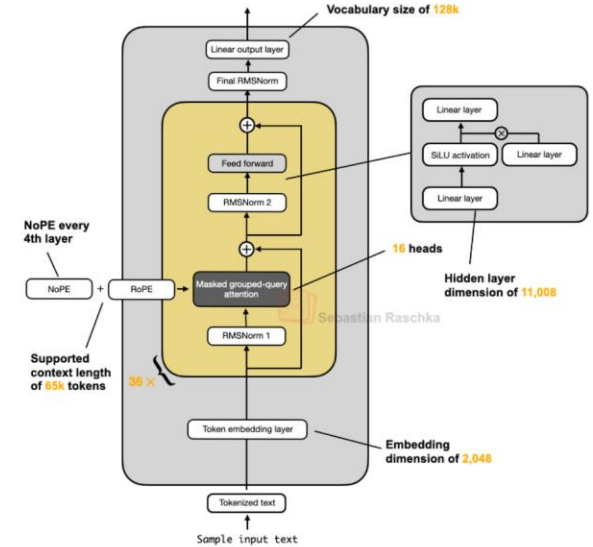 Vocabulary size of 128k
Linear output layer
Final RMSNorm
Feed forward
RMSNorm 2
Masked grouped-query
attention
RMSNorm 1
Token embedding layer
Tokenized text
Sample input text
Linear layer
SiLU activation
Linear layer
Linear layer
Hidden layer
dimension of 11,008
16 heads
NoPE every
4th layer
NoPE
+
RoPE
Supported
context length
of 65k tokens
36 ×
Embedding
dimension of 2,048
Sebastian Raschka